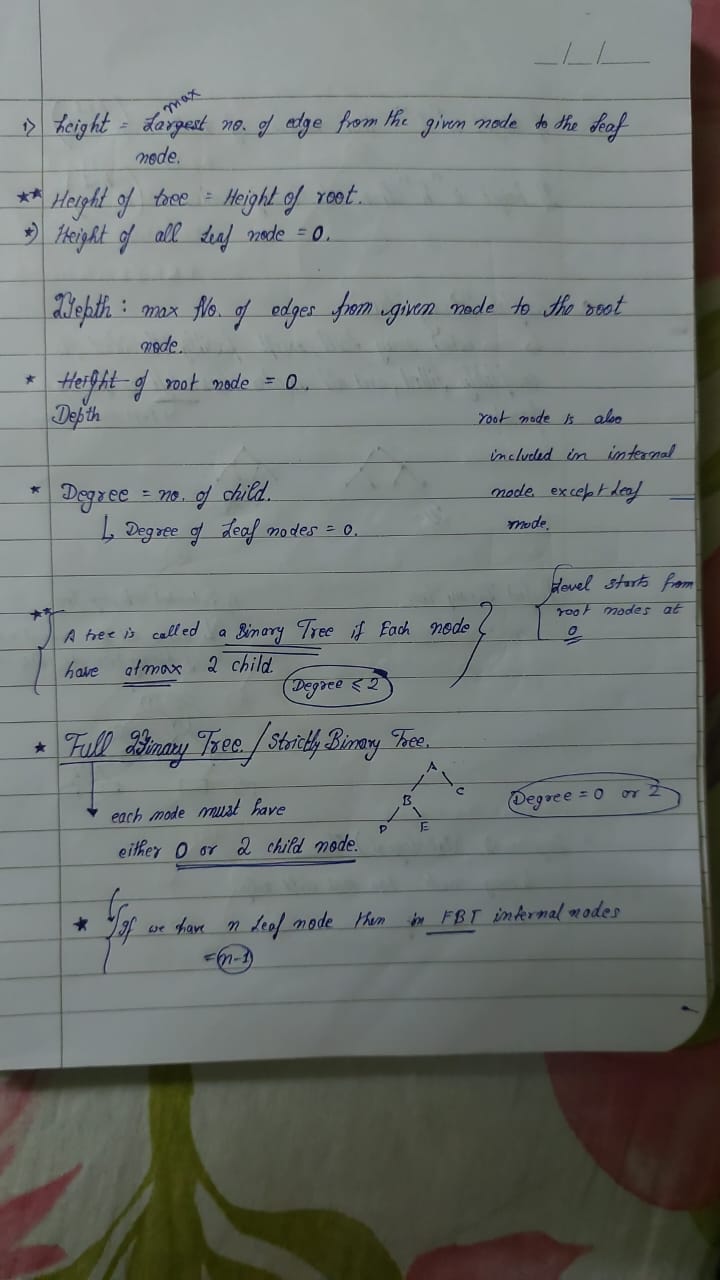 _/_/_
max
1) height = Largest no. of edge from the given node to the leaf
node.
** Height of tree = Height of root.
*) Height of all leaf node = 0.
Depth : max No. of edges from given node to the root
node.
* Height of root node = 0.
Depth
root node is also
included in internal
* Degree = no. of child.
node except leaf
node.
↳ Degree of Leaf nodes = 0.
level starts from
root nodes at
0
** A tree is called a Binary Tree if Each node
have atmax 2 child.
Degree ≤ 2
* Full Binary Tree / Strictly Binary Tree.
A
B C
D E
Degree = 0 or 2
each node must have
either 0 or 2 child node.
* If we have n leaf node then in FBT internal nodes
= n-1